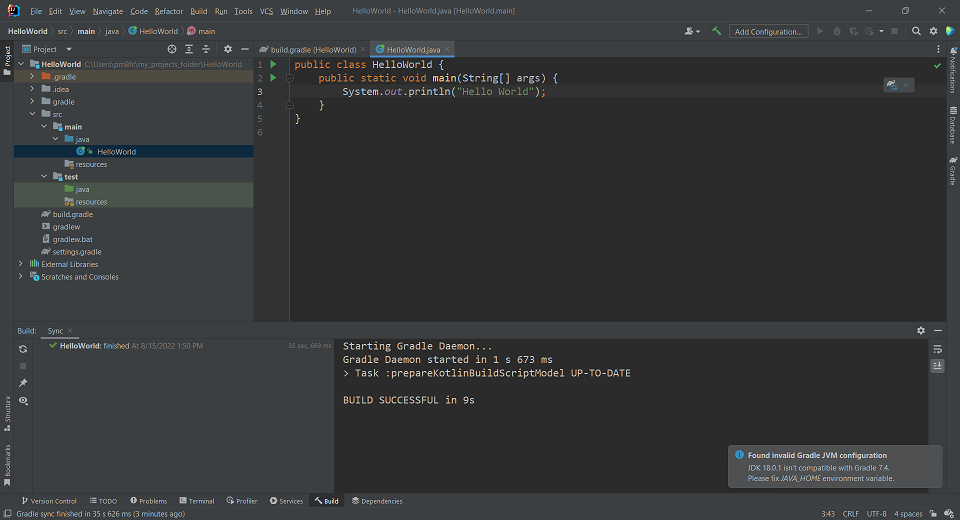 File Edit View Navigate Code Refactor Build Run Tools VCS Window Help HelloWorld - HelloWorld.java [HelloWorld.main]
HelloWorld src main java HelloWorld main Add Configuration...
Project
build.gradle (HelloWorld) HelloWorld.java
Project
HelloWorld C:\Users\pm8fc\my_projects_folder\HelloWorld
.gradle
.idea
gradle
src
main
java
HelloWorld
resources
test
java
resources
build.gradle
gradlew
gradlew.bat
settings.gradle
External Libraries
Scratches and Consoles
1 public class HelloWorld {
2 public static void main(String[] args) {
3 System.out.println("Hello World");
4 }
5 }
6
Notifications
Database
Gradle
Build: Sync
HelloWorld: finished At 8/15/2022 1:50 PM 35 sec, 669 ms
Starting Gradle Daemon...
Gradle Daemon started in 1 s 673 ms
> Task :prepareKotlinBuildScriptModel UP-TO-DATE
BUILD SUCCESSFUL in 9s
Structure
Bookmarks
Found invalid Gradle JVM configuration
JDK 18.0.1 isn't compatible with Gradle 7.4.
Please fix JAVA_HOME environment variable.
Version Control TODO Problems Terminal Profiler Services Build Dependencies
Gradle sync finished in 35 s 626 ms (3 minutes ago) 3:43 CRLF UTF-8 4 spaces